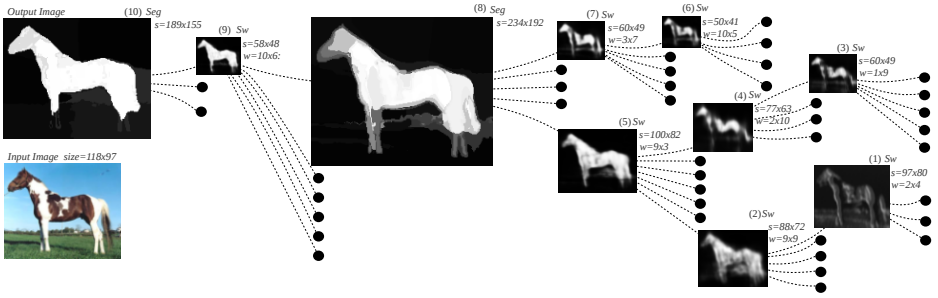 Output Image
(10) Seg
s=189x155
(9) Sw
s=58x48
w=10x6:
(8) Seg
s=234x192
(7) Sw
s=60x49
w=3x7
(6) Sw
s=50x41
w=10x5
(3) Sw
s=60x49
w=1x9
(4) Sw
s=77x63
w=2x10
(5) Sw
s=100x82
w=9x3
(1) Sw
s=97x80
w=2x4
(2) Sw
s=88x72
w=9x9
Input Image size=118x97